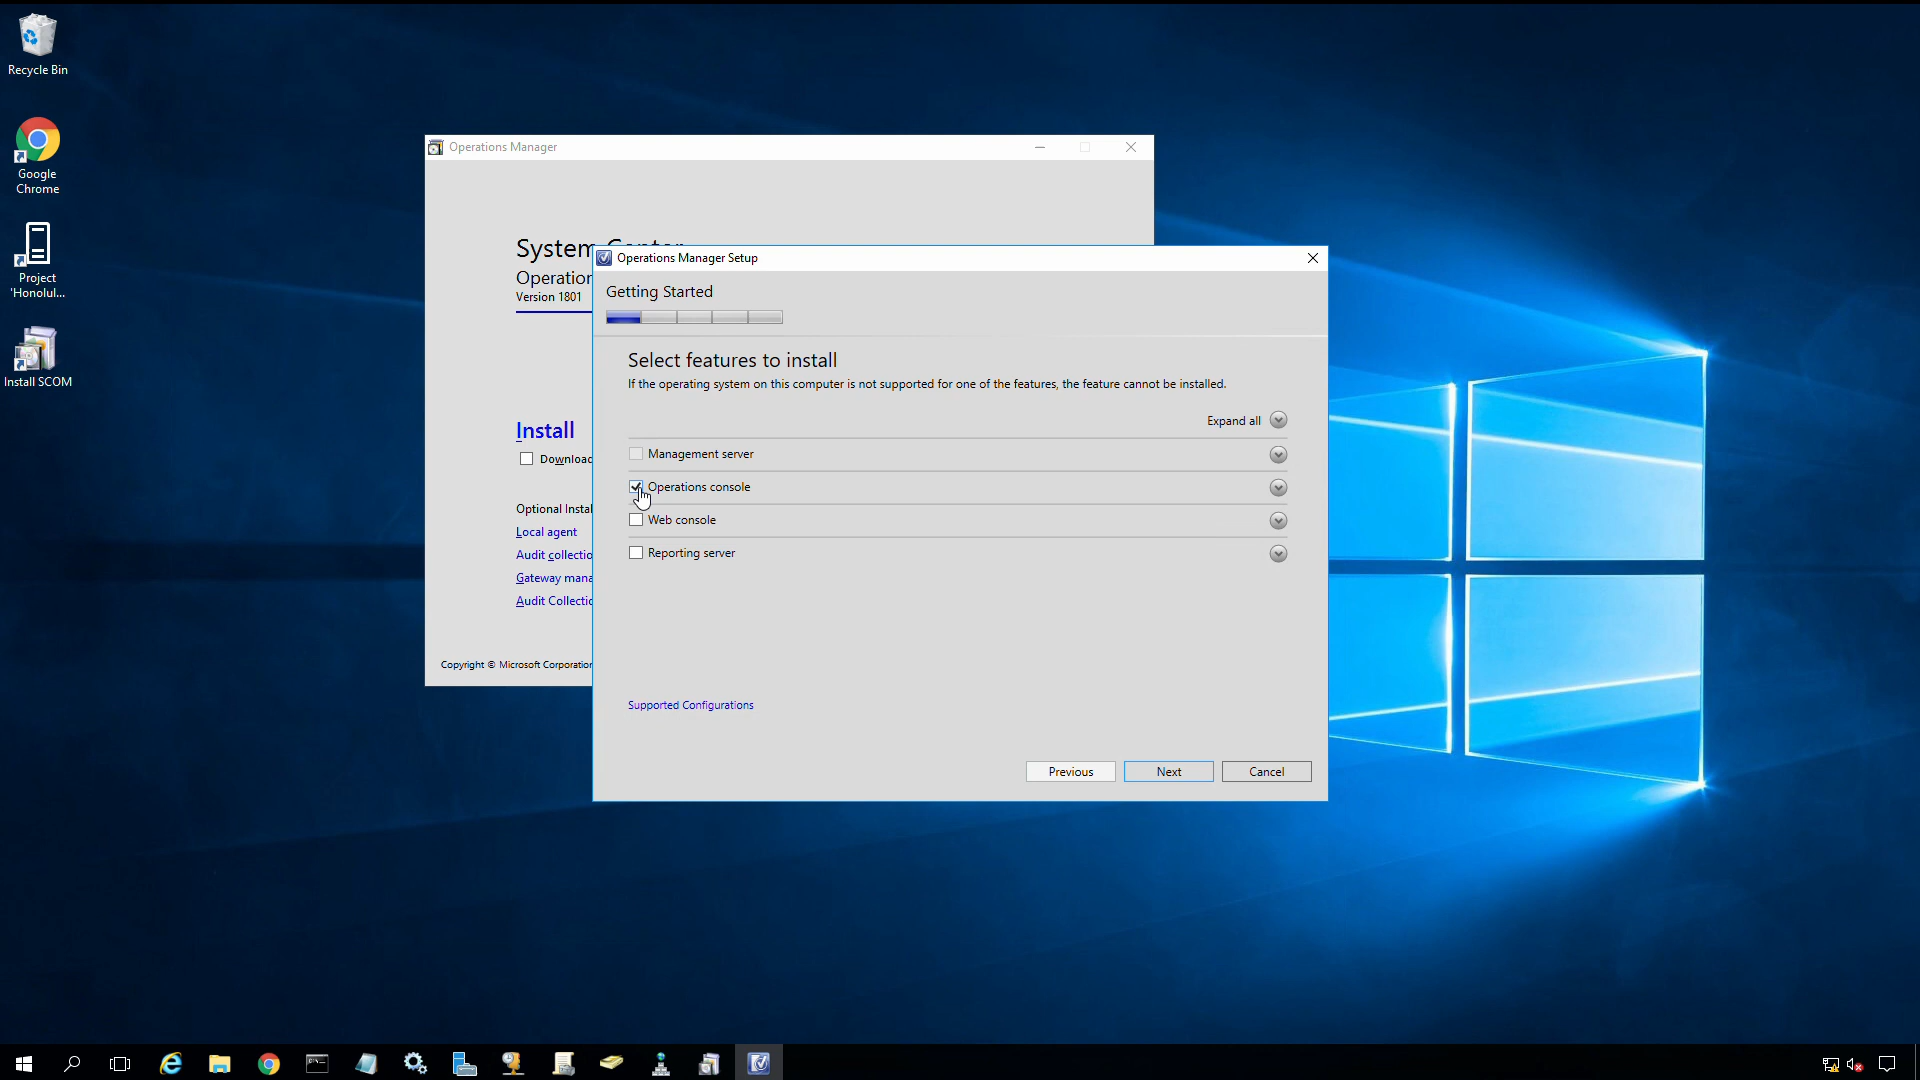 Recycle Bin
Google
Chrome
Project
'Honolul...
Install SCOM
Operations Manager
System
Operation
Version 1801
Install
Download
Optional Instal
Local agent
Audit collectio
Gateway mana
Audit Collectio
Copyright © Microsoft Corporation
Operations Manager Setup
Getting Started
Select features to install
If the operating system on this computer is not supported for one of the features, the feature cannot be installed.
Expand all
Management server
Operations console
Web console
Reporting server
Supported Configurations
Previous
Next
Cancel